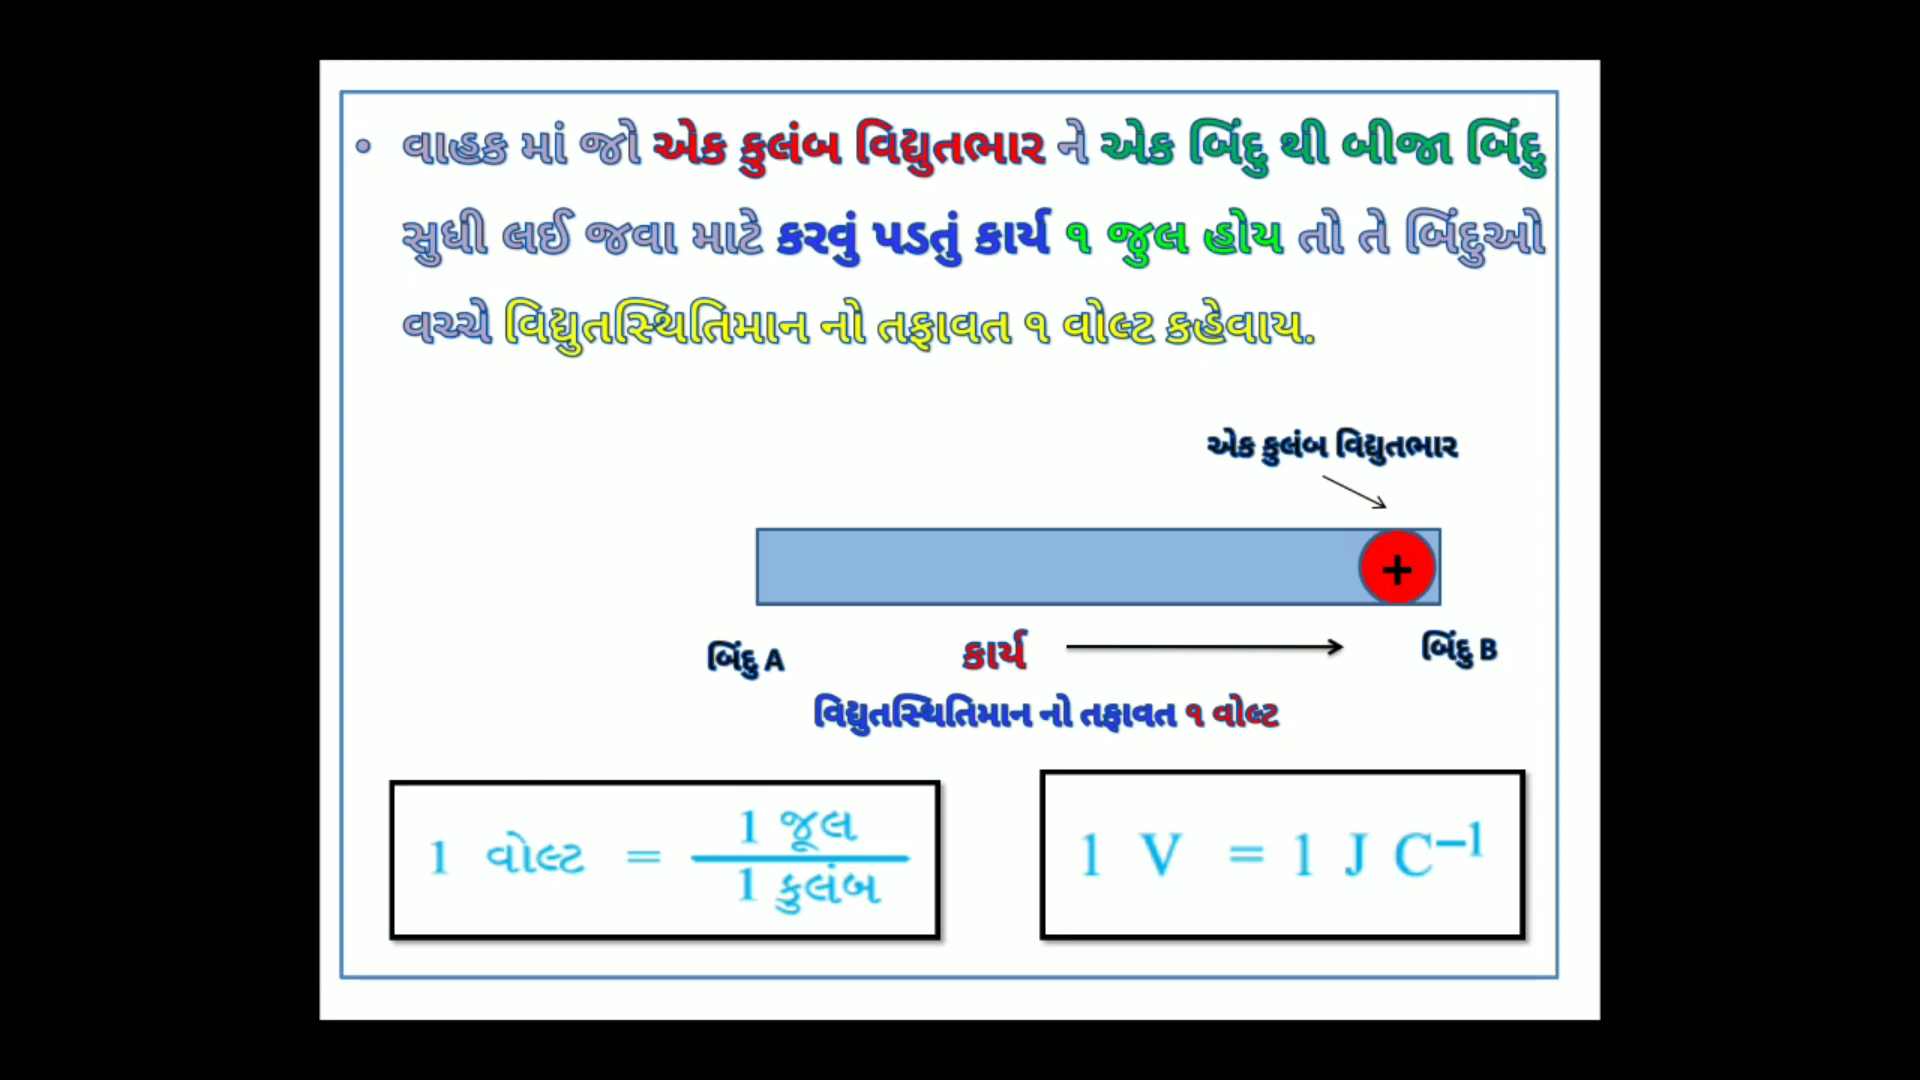 • વાહક માં જો એક કુલંબ વિદ્યુતભાર ને એક બિંદુ થી બીજા બિંદુ
સુધી લઈ જવા માટે કરવું પડતું કાર્ય ૧ જુલ હોય તો તે બિંદુઓ
વચ્ચે વિદ્યુતસ્થિતિમાન નો તફાવત ૧ વોલ્ટ કહેવાય.
એક કુલંબ વિદ્યુતભાર
+
બિંદુ A કાર્ય બિંદુ B
વિદ્યુતસ્થિતિમાન નો તફાવત ૧ વોલ્ટ
1 વોલ્ટ = 1 જૂલ / 1 કુલંબ
1 V = 1 J C⁻¹